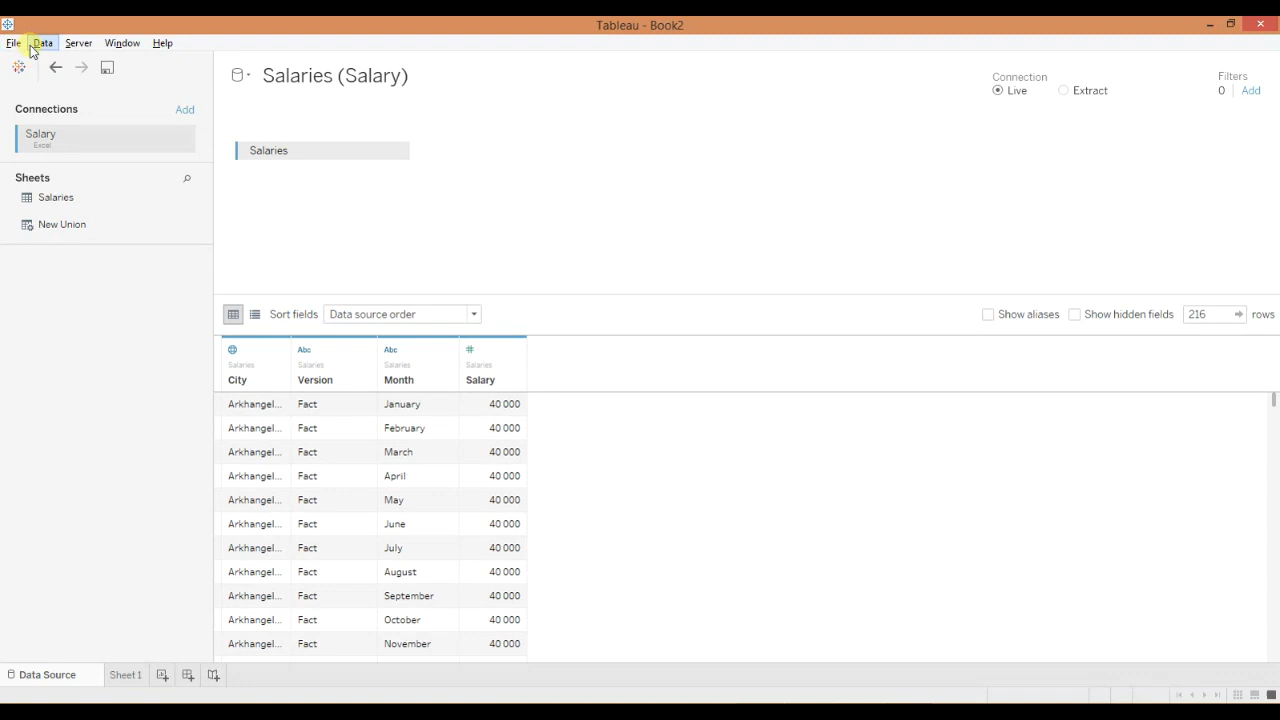 Tableau - Book2
File Data Server Window Help
Connections Add
Salary
Excel
Sheets
Salaries
New Union
Salaries (Salary)
Connection
Live Extract
Filters
0 Add
Salaries
Sort fields Data source order Show aliases Show hidden fields 216 rows
Abc Abc #
Salaries Salaries Salaries Salaries
City Version Month Salary
Arkhangel... Fact January 40 000
Arkhangel... Fact February 40 000
Arkhangel... Fact March 40 000
Arkhangel... Fact April 40 000
Arkhangel... Fact May 40 000
Arkhangel... Fact June 40 000
Arkhangel... Fact July 40 000
Arkhangel... Fact August 40 000
Arkhangel... Fact September 40 000
Arkhangel... Fact October 40 000
Arkhangel... Fact November 40 000
Data Source Sheet 1